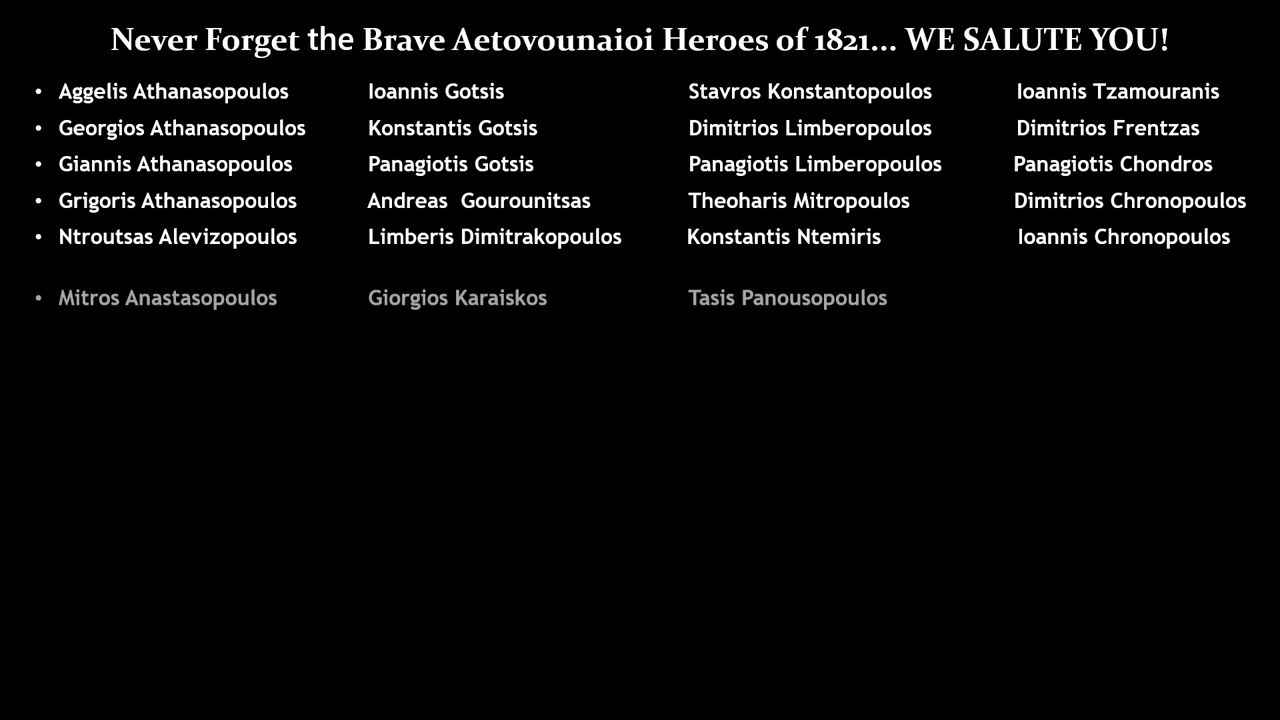 Never Forget the Brave Aetovounaioi Heroes of 1821... WE SALUTE YOU!
• Aggelis Athanasopoulos Ioannis Gotsis Stavros Konstantopoulos Ioannis Tzamouranis
• Georgios Athanasopoulos Konstantis Gotsis Dimitrios Limberopoulos Dimitrios Frentzas
• Giannis Athanasopoulos Panagiotis Gotsis Panagiotis Limberopoulos Panagiotis Chondros
• Grigoris Athanasopoulos Andreas Gourounitsas Theoharis Mitropoulos Dimitrios Chronopoulos
• Ntroutsas Alevizopoulos Limberis Dimitrakopoulos Konstantis Ntemiris Ioannis Chronopoulos
• Mitros Anastasopoulos Giorgios Karaiskos Tasis Panousopoulos